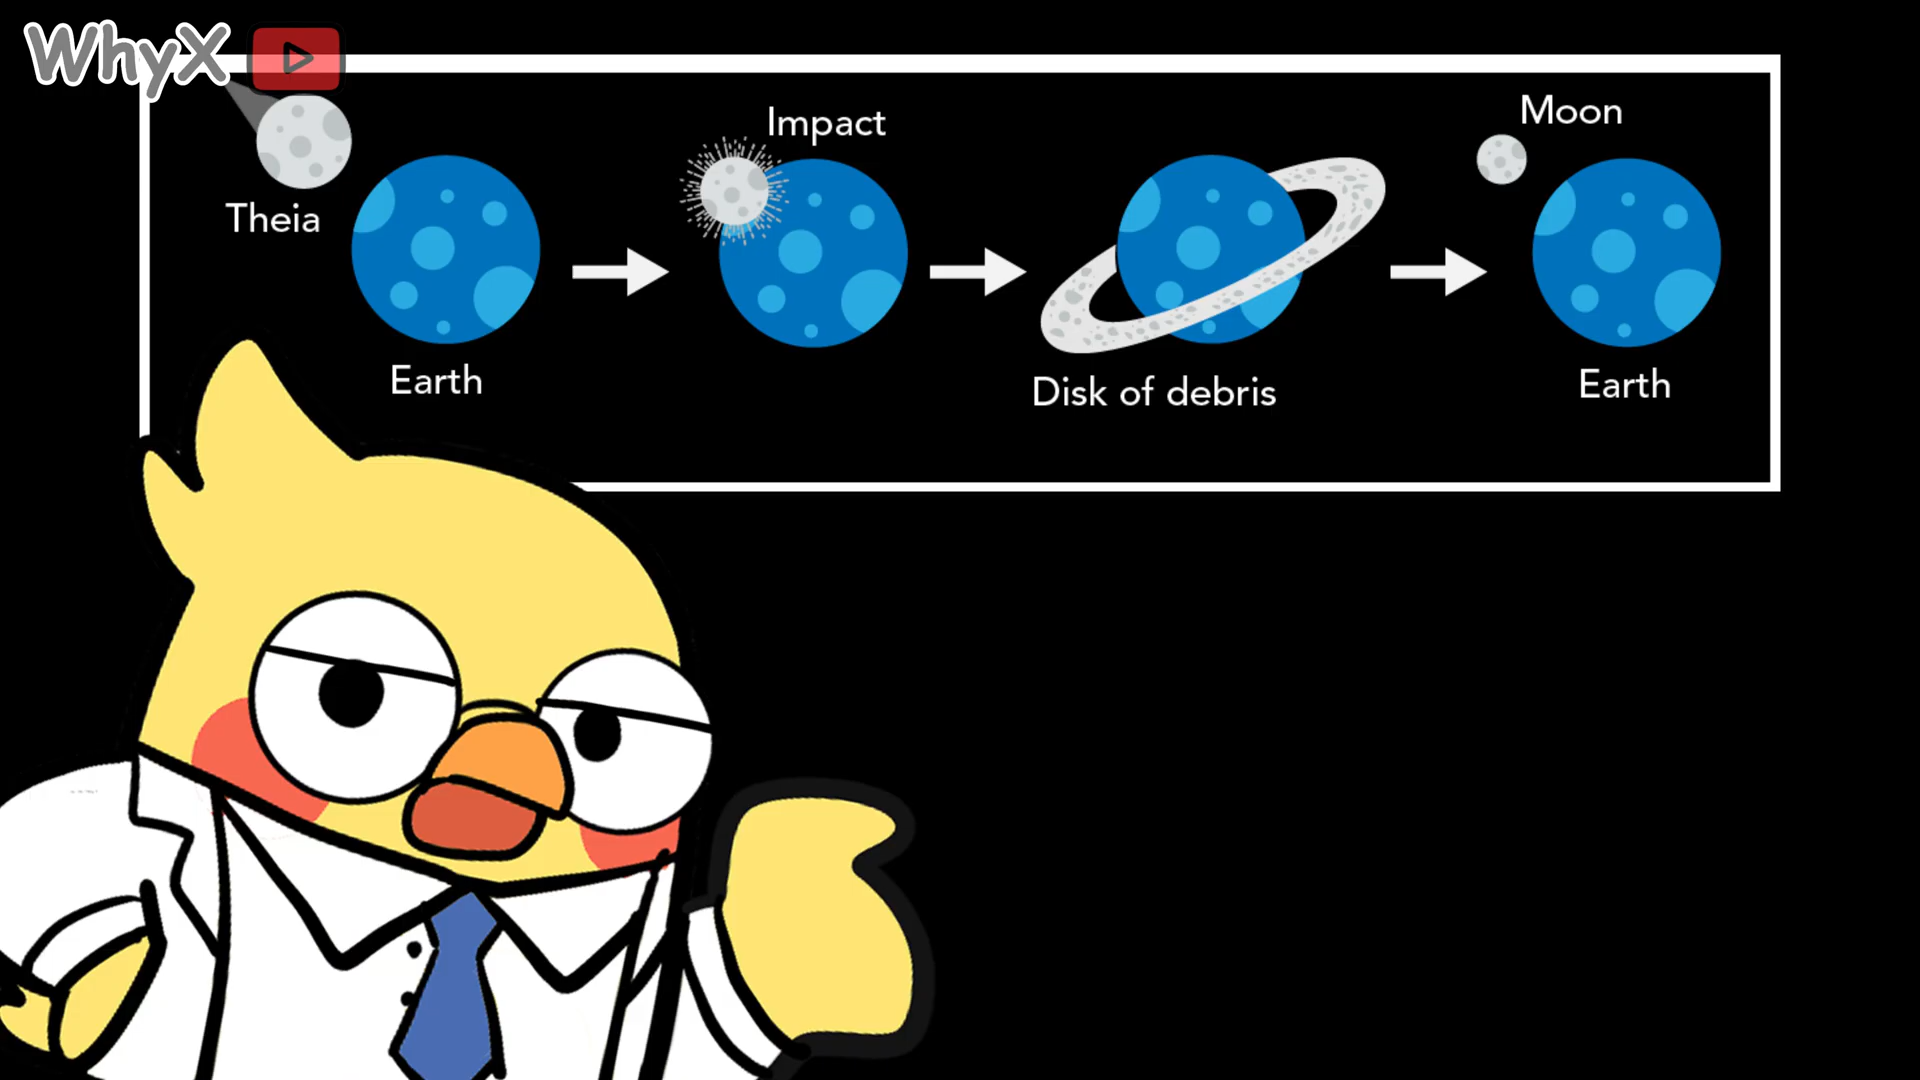 WhyX
Theia
Earth
Impact
Disk of debris
Moon
Earth